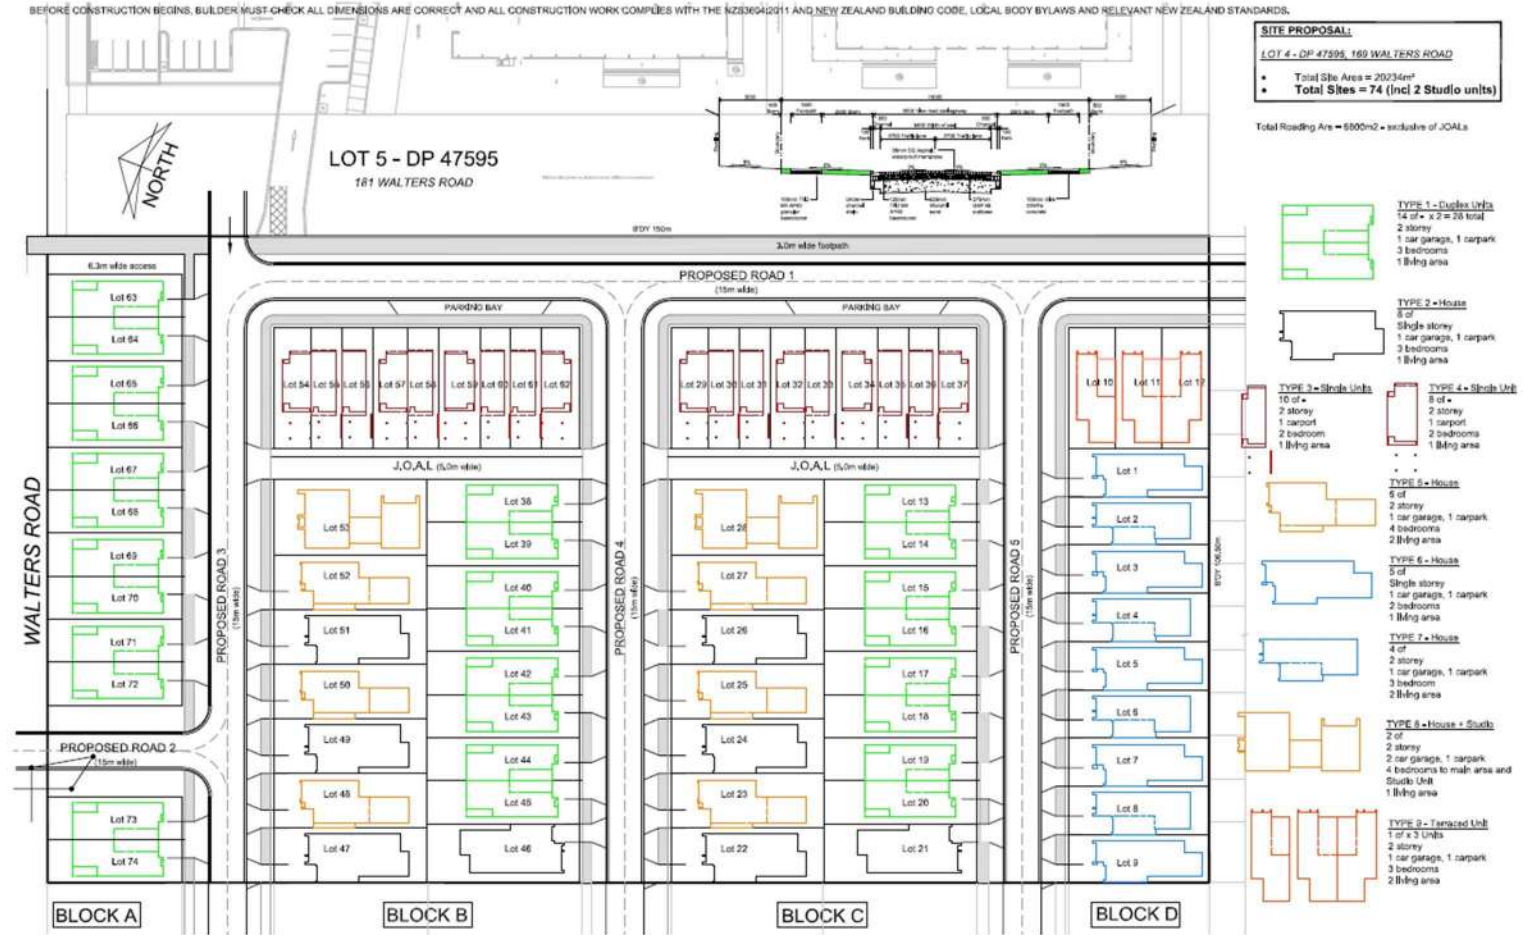 BEFORE CONSTRUCTION BEGINS, BUILDER MUST CHECK ALL DIMENSIONS ARE CORRECT AND ALL CONSTRUCTION WORK COMPLIES WITH THE NZS3604:2011 AND NEW ZEALAND BUILDING CODE, LOCAL BODY BYLAWS AND RELEVANT NEW ZEALAND STANDARDS.
SITE PROPOSAL:
LOT 4 - DP 47595, 169 WALTERS ROAD
• Total Site Area = 20234m²
• Total Sites = 74 (incl 2 Studio units)
Total Roading Are = 6600m2 - exclusive of JOALs
NORTH
LOT 5 - DP 47595
181 WALTERS ROAD
B'DY 150m
3.0m wide footpath
6.3m wide access
PROPOSED ROAD 1
(15m wide)
PARKING BAY
PARKING BAY
WALTERS ROAD
Lot 63
Lot 64
Lot 65
Lot 66
Lot 67
Lot 68
Lot 69
Lot 70
Lot 71
Lot 72
PROPOSED ROAD 2
(15m wide)
Lot 73
Lot 74
BLOCK A
PROPOSED ROAD 3
(15m wide)
Lot 54
Lot 55
Lot 56
Lot 57
Lot 58
Lot 59
Lot 60
Lot 61
Lot 62
J.O.A.L (5.0m wide)
Lot 53
Lot 52
Lot 51
Lot 50
Lot 49
Lot 48
Lot 47
Lot 38
Lot 39
Lot 40
Lot 41
Lot 42
Lot 43
Lot 44
Lot 45
Lot 46
BLOCK B
PROPOSED ROAD 4
(15m wide)
Lot 29
Lot 30
Lot 31
Lot 32
Lot 33
Lot 34
Lot 35
Lot 36
Lot 37
J.O.A.L (5.0m wide)
Lot 28
Lot 27
Lot 26
Lot 25
Lot 24
Lot 23
Lot 22
Lot 13
Lot 14
Lot 15
Lot 16
Lot 17
Lot 18
Lot 19
Lot 20
Lot 21
BLOCK C
PROPOSED ROAD 5
(15m wide)
Lot 10
Lot 11
Lot 12
Lot 1
Lot 2
Lot 3
Lot 4
Lot 5
Lot 6
Lot 7
Lot 8
Lot 9
BLOCK D
TYPE 1 - Duplex Units
14 of - x 2 = 28 total
2 storey
1 car garage, 1 carpark
3 bedrooms
1 living area
TYPE 2 - House
8 of
Single storey
1 car garage, 1 carpark
3 bedrooms
1 living area
TYPE 3 - Single Units
10 of -
2 storey
1 carport
2 bedroom
1 living area
TYPE 4 - Single Unit
8 of -
2 storey
1 carport
2 bedrooms
1 living area
TYPE 5 - House
2 storey
1 car garage, 1 carpark
4 bedrooms
2 living area
TYPE 6 - House
5 of
Single storey
1 car garage, 1 carpark
2 bedrooms
1 living area
TYPE 7 - House
4 of
2 storey
1 car garage, 1 carpark
3 bedroom
2 living area
TYPE 8 - House + Studio
2 of
2 storey
2 car garage, 1 carpark
4 bedrooms to main area and
Studio Unit
1 living area
TYPE 9 - Terraced Unit
1 of x 3 Units
2 storey
1 car garage, 1 carpark
3 bedrooms
2 living area